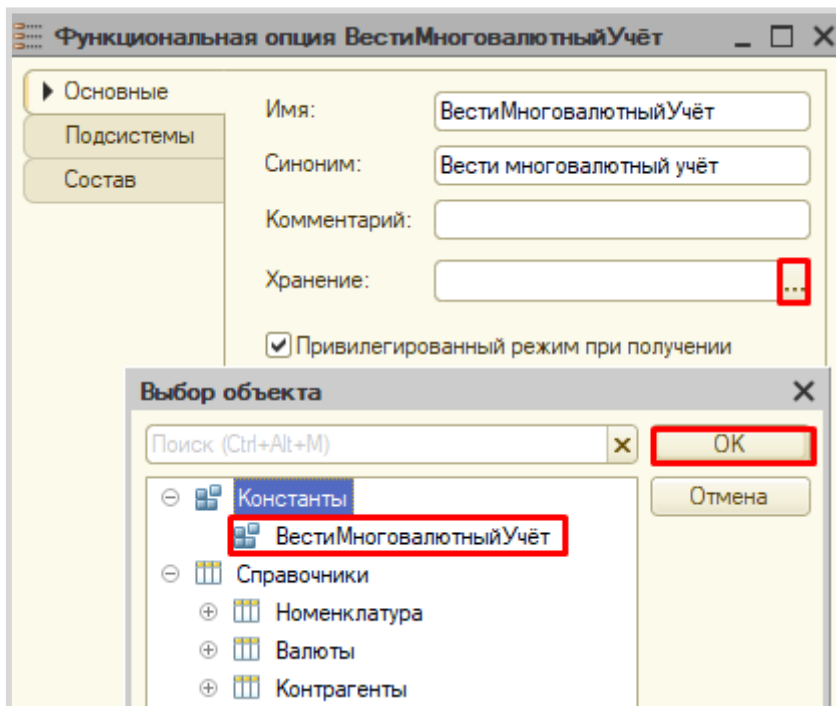 Функциональная опция ВестиМноговалютныйУчёт
Основные
Подсистемы
Состав
Имя: ВестиМноговалютныйУчёт
Синоним: Вести многовалютный учёт
Комментарий:
Хранение: ...
Привилегированный режим при получении
Выбор объекта
Поиск (Ctrl+Alt+M)
OK
Отмена
Константы
ВестиМноговалютныйУчёт
Справочники
Номенклатура
Валюты
Контрагенты